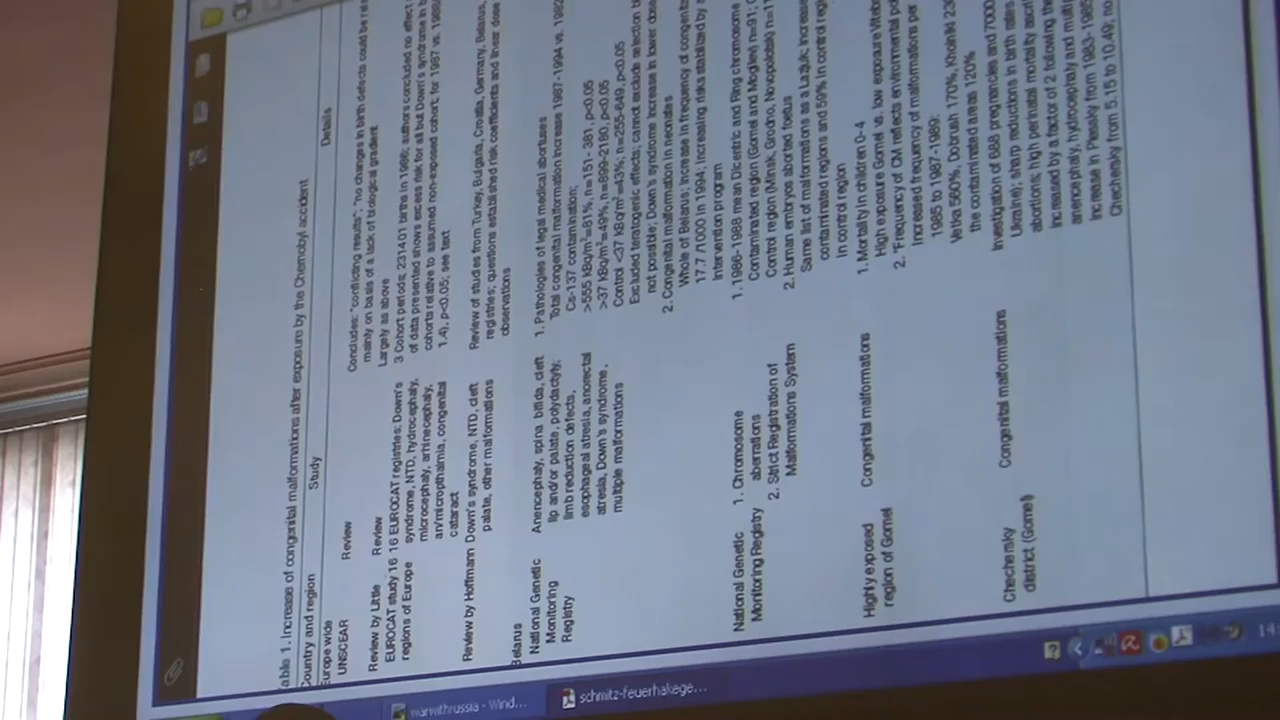 able 1. Increase of congenital malformations after exposure by the Chernobyl accident
Country and region Study Details
Europe wide
UNSCEAR Review Concludes: "conflicting results"; "no changes in birth defects could be
mainly on basis of a lack of biological gradient
Review by Little Review Largely as above
EUROCAT study 16 16 EUROCAT registries: Down's 3 Cohort periods; 231401 births in 1986; authors concluded no effect
regions of Europe syndrome, NTD, hydrocephaly, of data presented shows excess risk for all but Down's syndrome in
microcephaly, arhinecephaly, cohorts relative to assumed non-exposed cohort; for 1987 vs.
an/micropthalmia, congenital 1.4), p<0.05; see text
cataract
Review by Hoffmann Down's syndrome, NTD, cleft Review of studies from Turkey, Bulgaria, Croatia, Germany, Belarus,
palate, other malformations registries; questions established risk coefficients and linear dose
observations
Belarus
National Genetic Anencephaly, spina bifida, cleft 1. Pathologies of legal medical abortuses
Monitoring lip and/or palate, polydactyly, Total congenital malformation increase 1987-1994 vs. 1982
Registry limb reduction defects, Cs-137 contamination;
esophageal atresia, anorectal >555 kBq/m²=81%, n=151- 381, p<0.05
atresia, Down's syndrome, >37 kBq/m²=49%, n=899-2180, p<0.05
multiple malformations Control <37 kBq/m²=43%; n=255-649, p<0.05
Excluded teratogenic effects; cannot exclude selection
not possible; Down's syndrome increase in lower dose
2. Congenital malformation in neonates
Whole of Belarus; increase in frequency of
17.7 /1000 in 1994; increasing risks stabilized by
intervention program
National Genetic 1. Chromosome 1. 1986-1988 mean Dicentric and Ring chromosome
Monitoring Registry aberrations Contaminated region (Gomel and Mogilev) n=91;
2. Strict Registration of Control region (Minsk, Grodno, Novopolotsk)
Malformations System 2. Human embryos aborted foetus
Same list of malformations as a Lazjuk; increase
contaminated regions and 59% in control
in control region
Highly exposed Congenital malformations 1. Mortality in children 0-4
region of Gomel High exposure Gomel vs. low exposure
2. "Frequency of CM reflects environmental
Increased frequency of malformations per
1985 to 1987-1989:
Vetka 560%, Dobrush 170%, Khoiniki
the contaminated areas 120%
Chechersky Congenital malformations Investigation of 688 pregnancies and 7000
district (Gomel) Ukraine); sharp reductions in birth rates
abortions; high perinatal mortality
increased by a factor of 2 following the
anencephaly, hydrocephaly and
Increase in Plessky from 1983- 1985
Chechersky from 5.15 to 10.49; no
warwithrussia - Wind...
schmitz-feuerhakege...
14